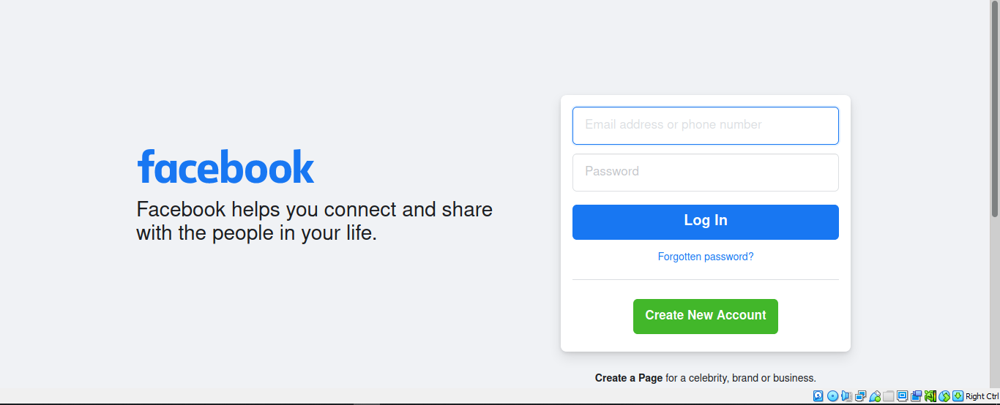 facebook
Facebook helps you connect and share
with the people in your life.
Email address or phone number
Password
Log In
Forgotten password?
Create New Account
Create a Page for a celebrity, brand or business.
Right Ctrl